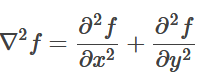 ∇²f = ∂²f/∂x² + ∂²f/∂y²